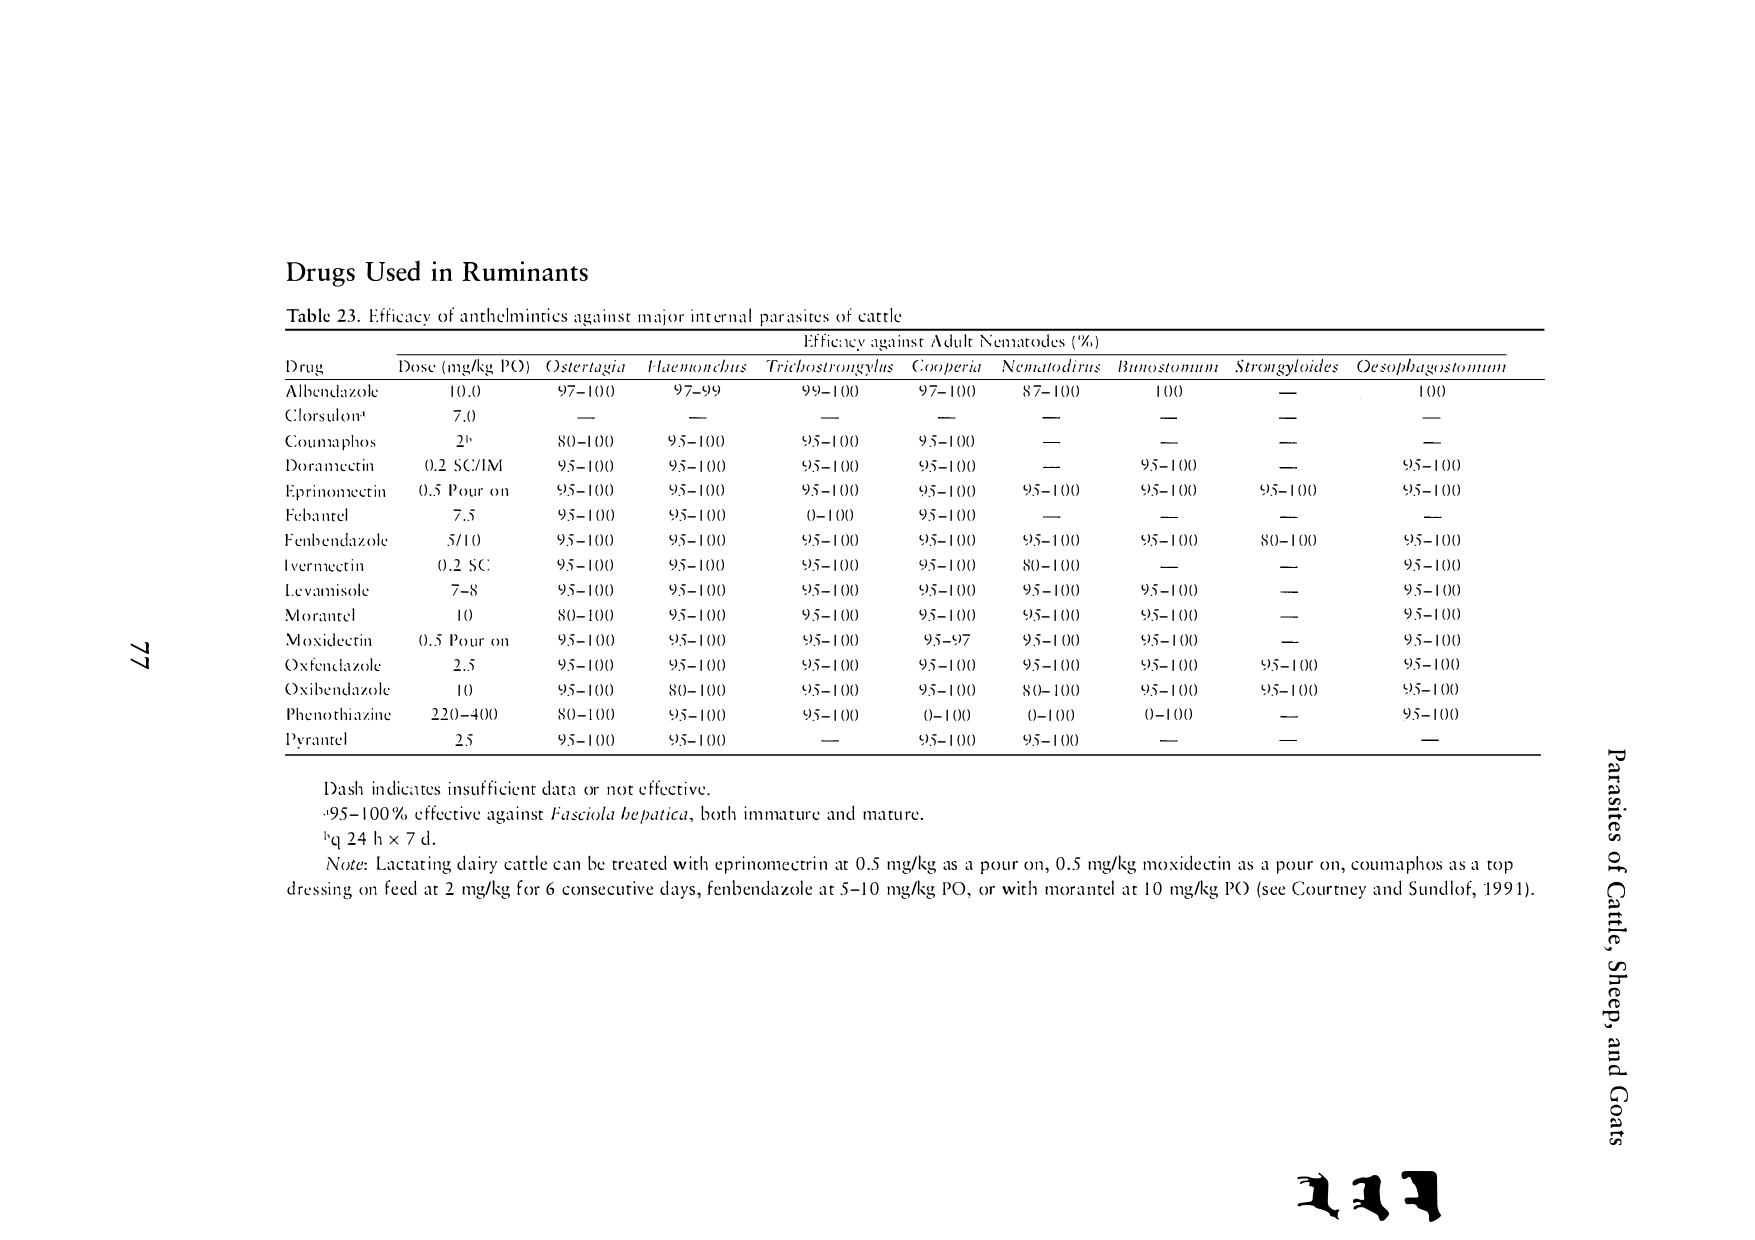 Drugs Used in Ruminants
Table 23. Efficacy of anthelmintics against major internal parasites of cattle
Efficacy against Adult Nematodes (%)
Drug Dose (mg/kg PO) Ostertagia Haemonchus Trichostrongylus Cooperia Nematodirus Bunostomum Strongyloides Oesophagostomum
Albendazole 10.0 97–100 97–99 99–100 97–100 87–100 100 — 100
Clorsulonᵃ 7.0 — — — — — — — —
Coumaphos 2ᵇ 80–100 95–100 95–100 95–100 — — — —
Doramectin 0.2 SC/IM 95–100 95–100 95–100 95–100 — 95–100 — 95–100
Eprinomectin 0.5 Pour on 95–100 95–100 95–100 95–100 95–100 95–100 95–100 95–100
Febantel 7.5 95–100 95–100 0–100 95–100 — — — —
Fenbendazole 5/10 95–100 95–100 95–100 95–100 95–100 95–100 80–100 95–100
Ivermectin 0.2 SC 95–100 95–100 95–100 95–100 80–100 — — 95–100
Levamisole 7–8 95–100 95–100 95–100 95–100 95–100 95–100 — 95–100
Morantel 10 80–100 95–100 95–100 95–100 95–100 95–100 — 95–100
Moxidectin 0.5 Pour on 95–100 95–100 95–100 95–97 95–100 95–100 — 95–100
Oxfendazole 2.5 95–100 95–100 95–100 95–100 95–100 95–100 95–100 95–100
Oxibendazole 10 95–100 80–100 95–100 95–100 80–100 95–100 95–100 95–100
Phenothiazine 220–400 80–100 95–100 95–100 0–100 0–100 0–100 — 95–100
Pyrantel 25 95–100 95–100 — 95–100 95–100 — — —
Dash indicates insufficient data or not effective.
ᵃ95–100% effective against Fasciola hepatica, both immature and mature.
ᵇq 24 h × 7 d.
Note: Lactating dairy cattle can be treated with eprinomectrin at 0.5 mg/kg as a pour on, 0.5 mg/kg moxidectin as a pour on, coumaphos as a top
dressing on feed at 2 mg/kg for 6 consecutive days, fenbendazole at 5–10 mg/kg PO, or with morantel at 10 mg/kg PO (see Courtney and Sundlof, 1991).
77
Parasites of Cattle, Sheep, and Goats